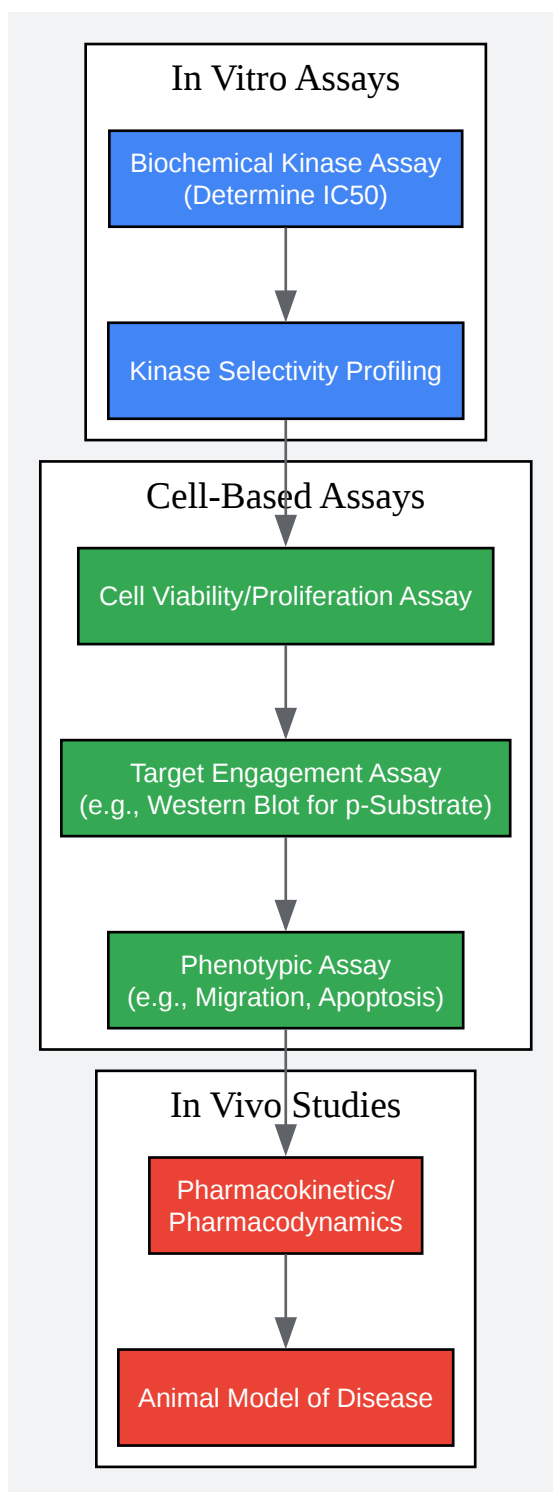 In Vitro Assays
Biochemical Kinase Assay
(Determine IC50)
Kinase Selectivity Profiling
Cell-Based Assays
Cell Viability/Proliferation Assay
Target Engagement Assay
(e.g., Western Blot for p-Substrate)
Phenotypic Assay
(e.g., Migration, Apoptosis)
In Vivo Studies
Pharmacokinetics/
Pharmacodynamics
Animal Model of Disease